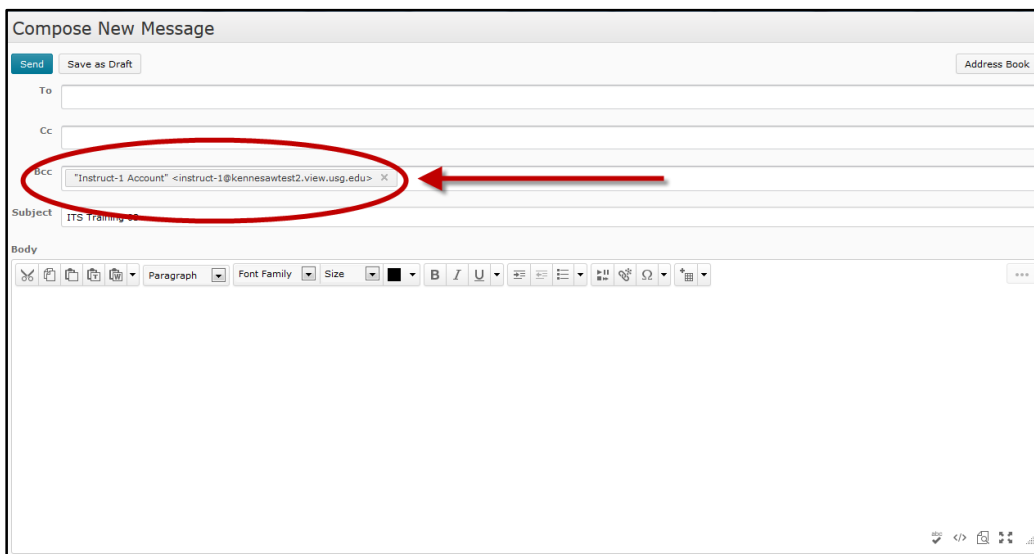 Compose New Message
Send Save as Draft Address Book
To
Cc
Bcc "Instruct-1 Account" <instruct-1@kennesawtest2.view.usg.edu> ×
Subject ITS Training
Body
Paragraph Font Family Size B I U Ω
abc </>